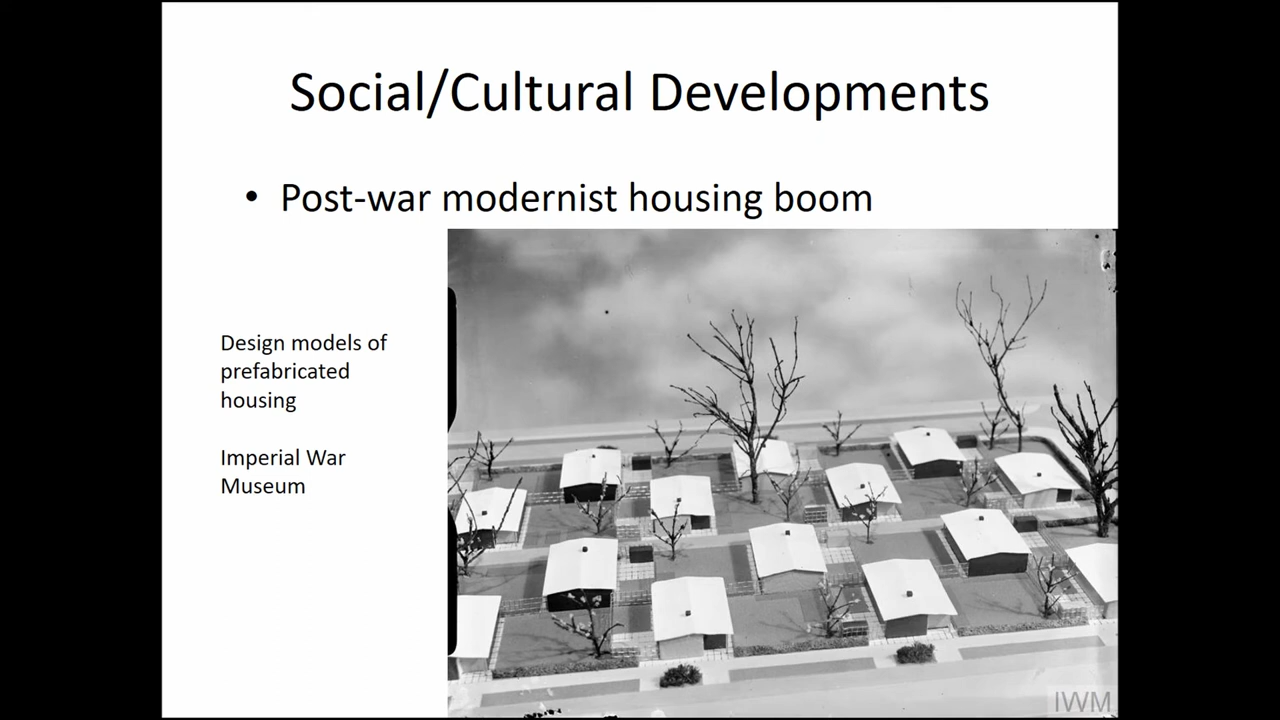 Social/Cultural Developments
• Post-war modernist housing boom
Design models of
prefabricated
housing
Imperial War
Museum
IWM